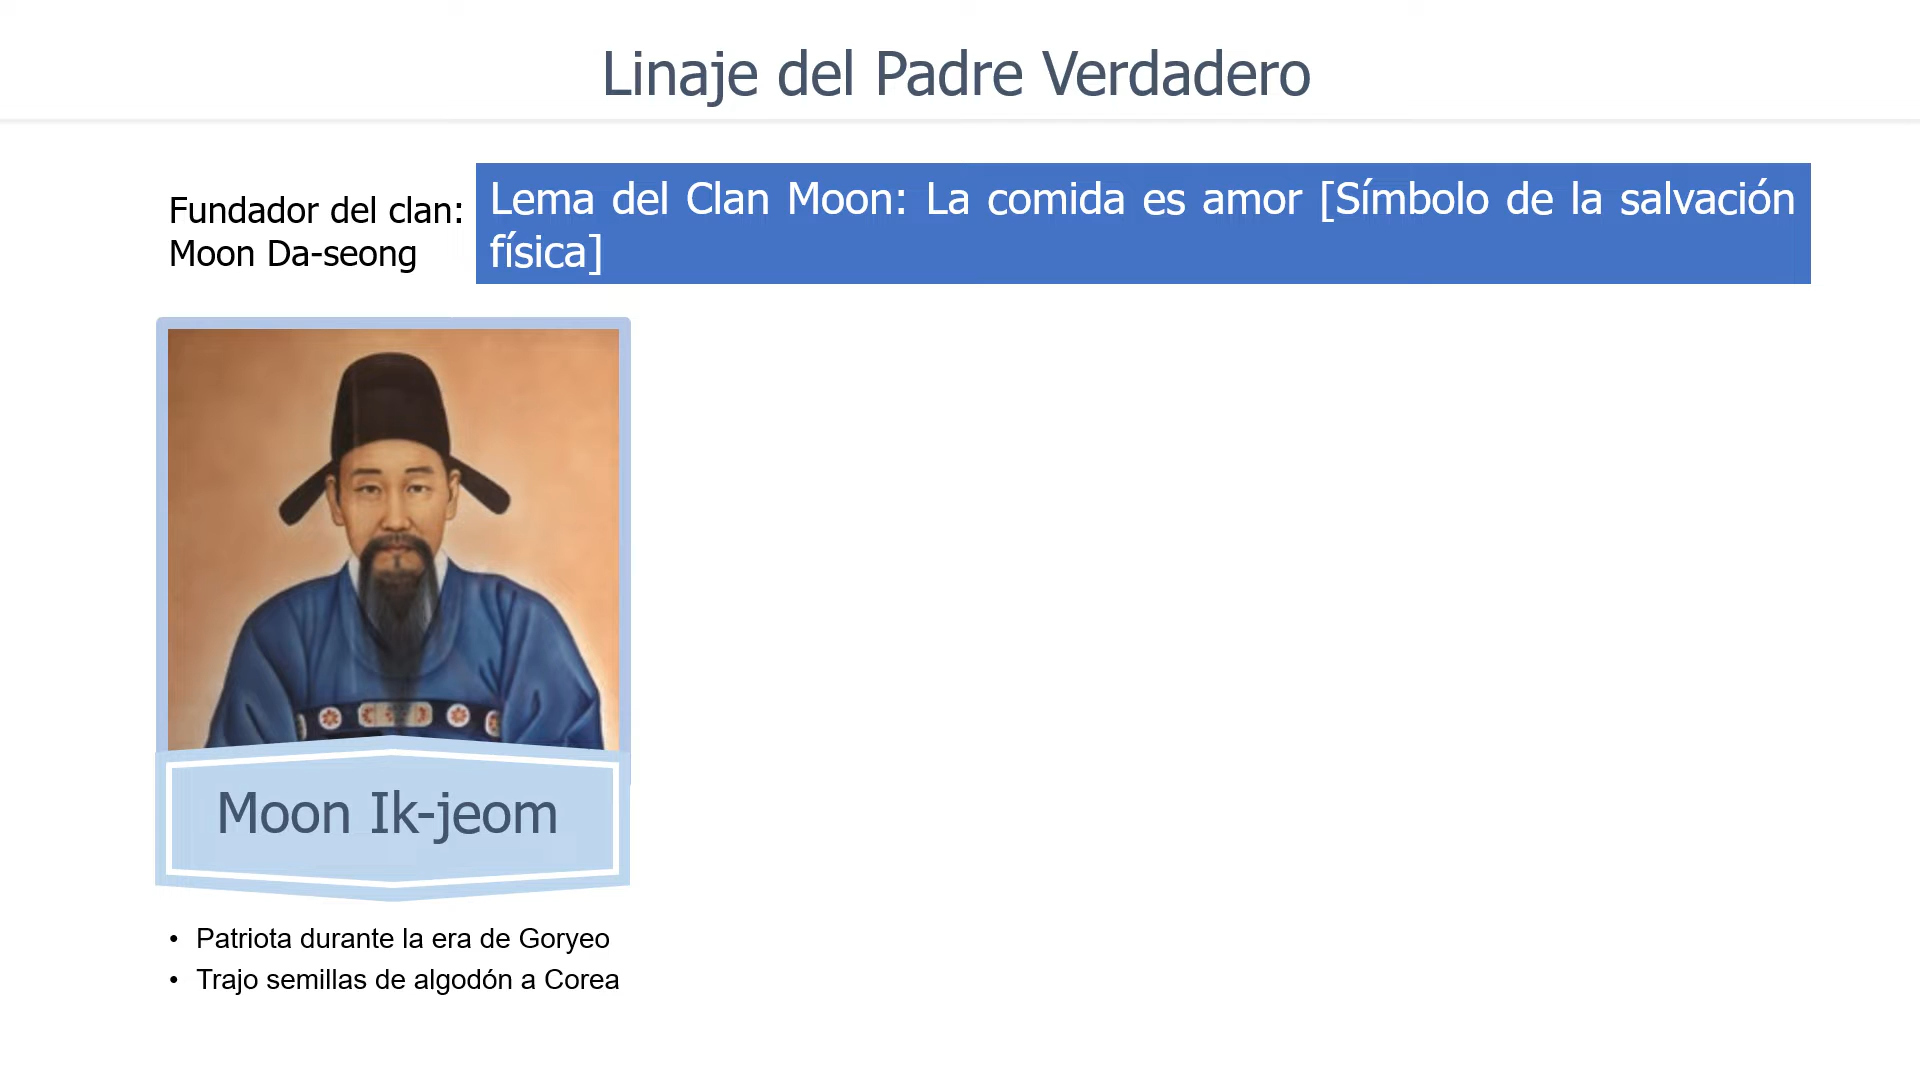 Linaje del Padre Verdadero
Fundador del clan:
Moon Da-seong
Lema del Clan Moon: La comida es amor [Símbolo de la salvación
física]
Moon Ik-jeom
• Patriota durante la era de Goryeo
• Trajo semillas de algodón a Corea